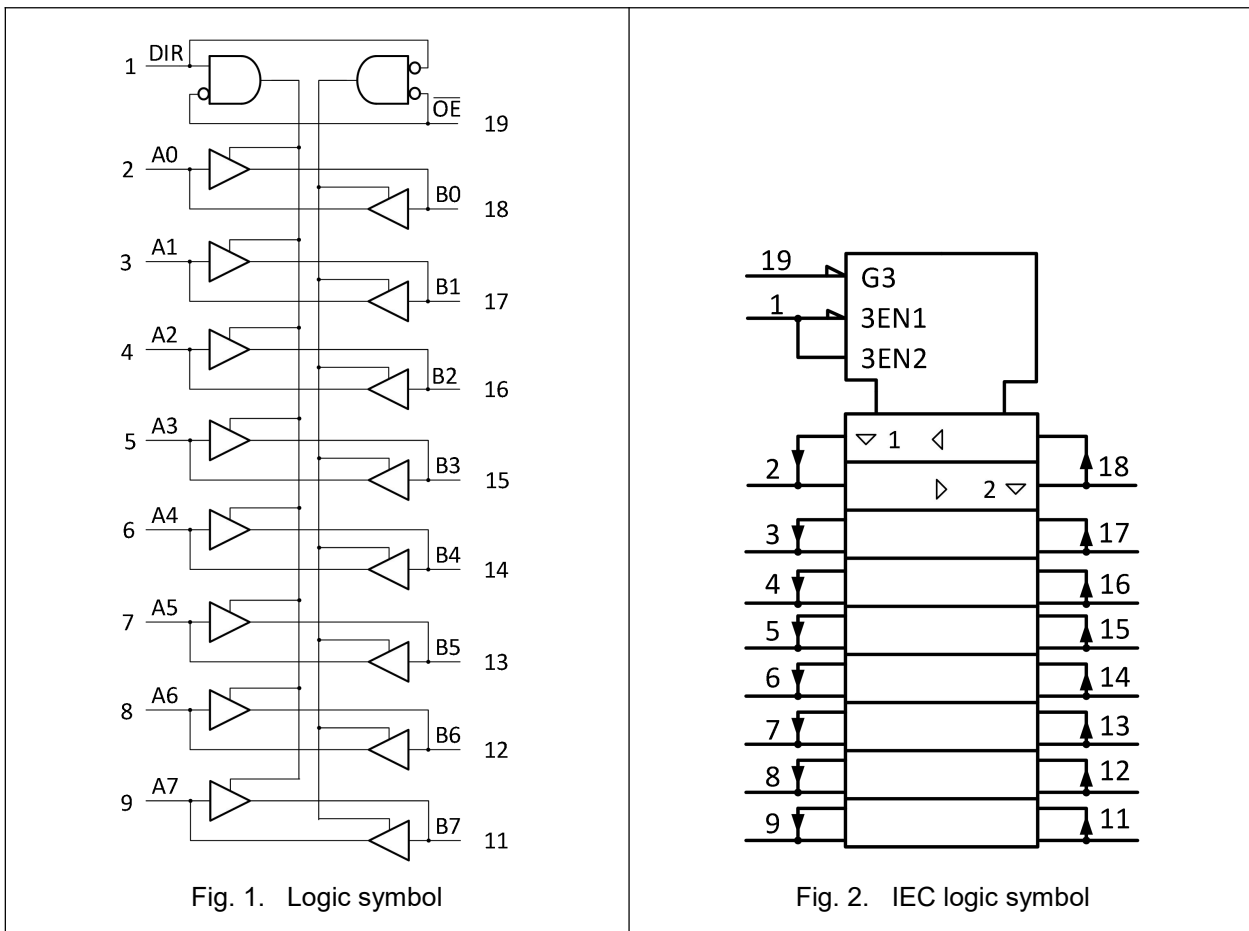 1 DIR
OE 19
2 A0
B0 18
3 A1
B1 17
4 A2
B2 16
5 A3
B3 15
6 A4
B4 14
7 A5
B5 13
8 A6
B6 12
9 A7
B7 11
Fig. 1. Logic symbol
19 G3
1 3EN1
3EN2
1
2 18
2
3 17
4 16
5 15
6 14
7 13
8 12
9 11
Fig. 2. IEC logic symbol